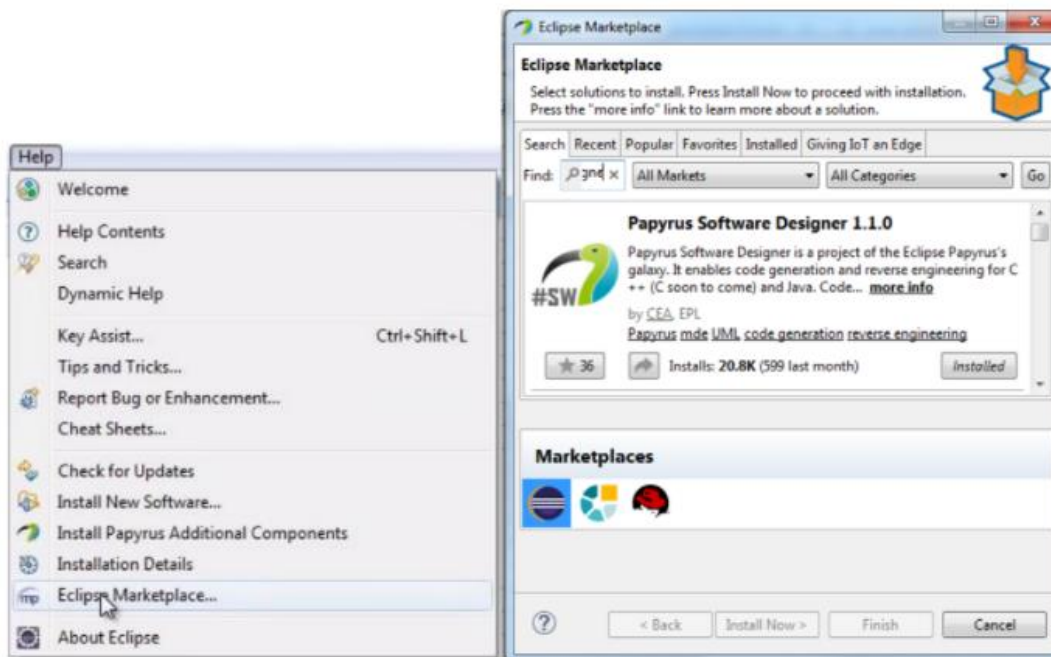 Help
Welcome
Help Contents
Search
Dynamic Help
Key Assist... Ctrl+Shift+L
Tips and Tricks...
Report Bug or Enhancement...
Cheat Sheets...
Check for Updates
Install New Software...
Install Papyrus Additional Components
Installation Details
Eclipse Marketplace...
About Eclipse
Eclipse Marketplace
Eclipse Marketplace
Select solutions to install. Press Install Now to proceed with installation.
Press the "more info" link to learn more about a solution.
Search Recent Popular Favorites Installed Giving IoT an Edge
Find: gne All Markets All Categories Go
Papyrus Software Designer 1.1.0
Papyrus Software Designer is a project of the Eclipse Papyrus's
galaxy. It enables code generation and reverse engineering for C
++ (C soon to come) and Java. Code... more info
#SW
by CEA, EPL
Papyrus mde UML code generation reverse engineering
36 Installs: 20.8K (599 last month) Installed
Marketplaces
mp
? < Back Install Now > Finish Cancel